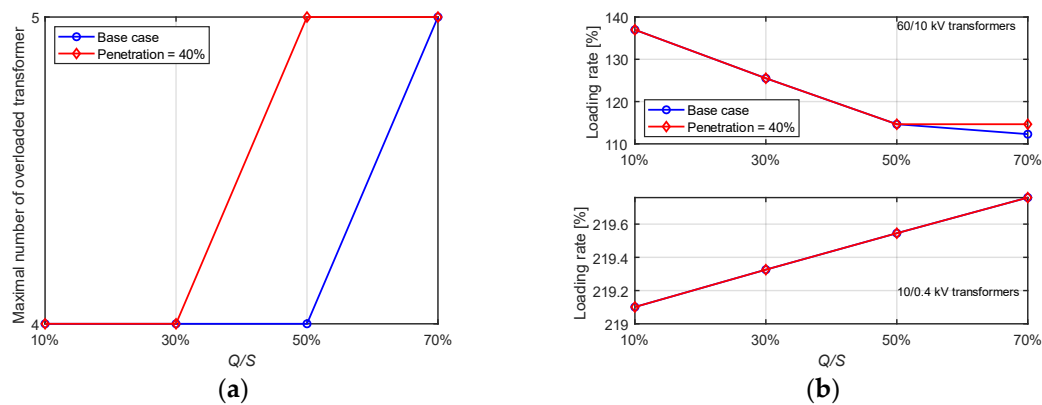 Maximal number of overloaded transformer
5
4
Base case
Penetration = 40%
10%
30%
50%
70%
Q/S
(a)
Loading rate [%]
140
130
120
110
60/10 kV transformers
Base case
Penetration = 40%
10%
30%
50%
70%
Loading rate [%]
219.6
219.4
219.2
219
10/0.4 kV transformers
10%
30%
50%
70%
Q/S
(b)